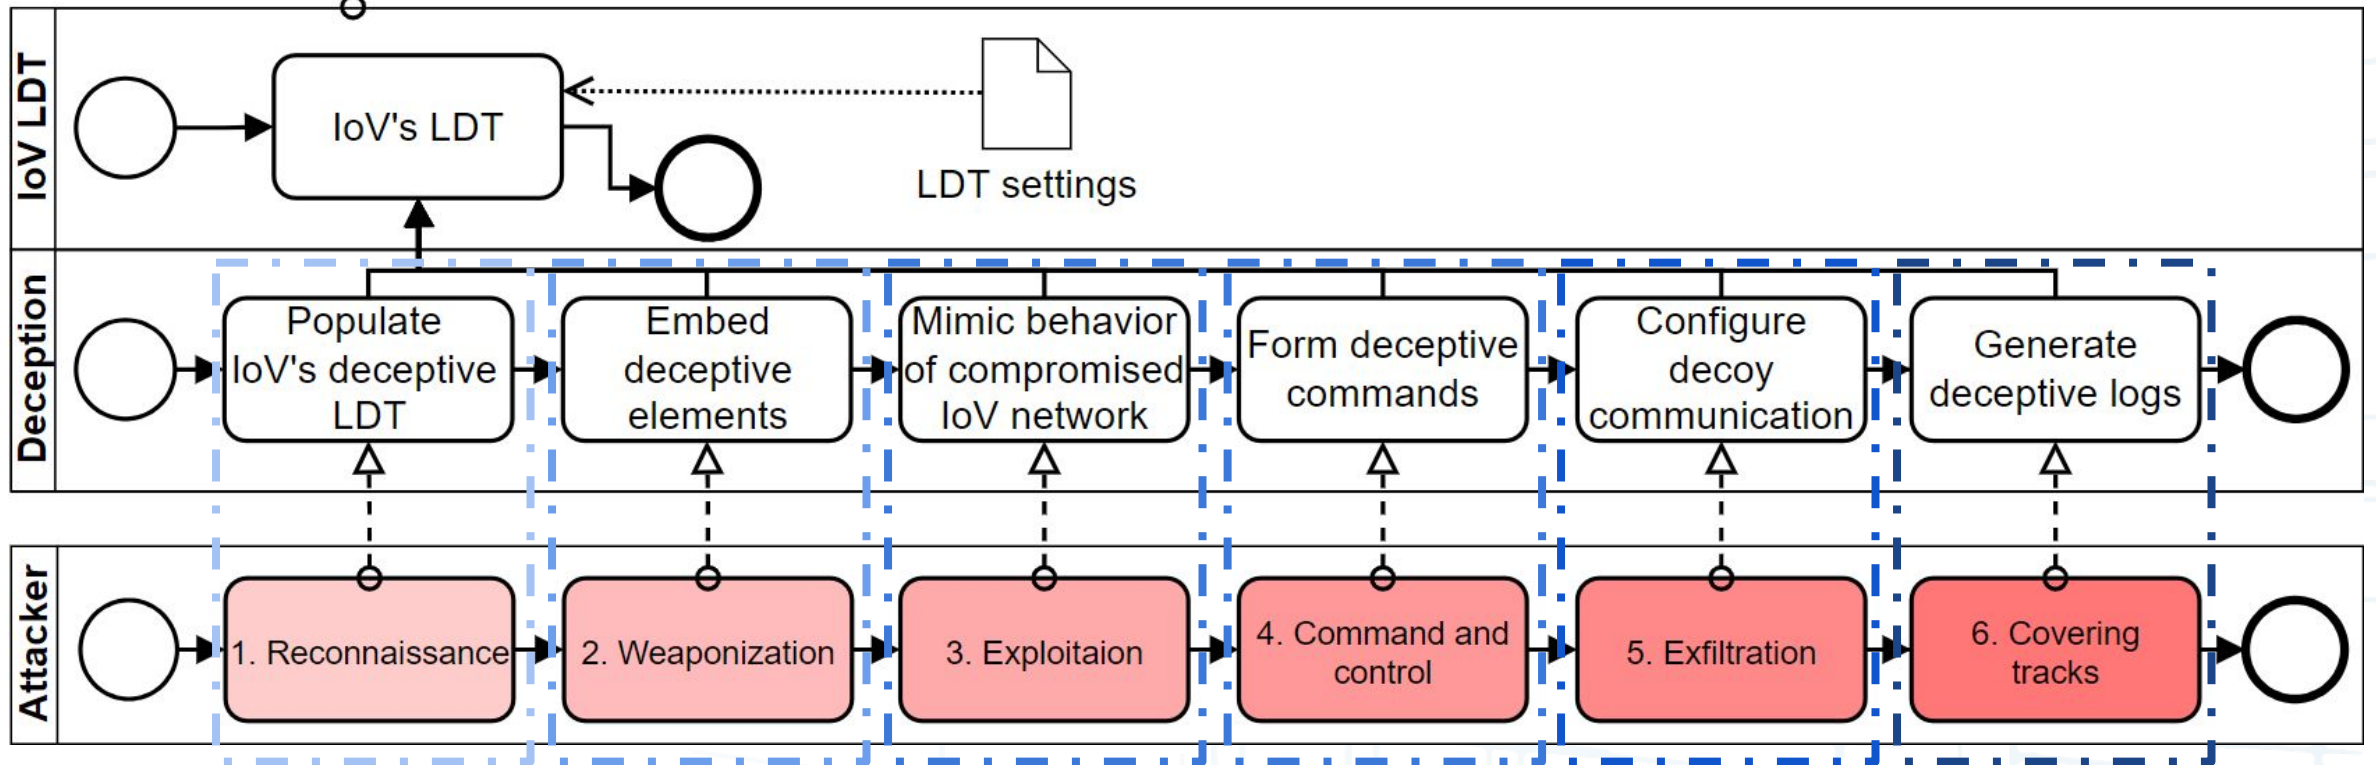 IoV LDT
IoV's LDT
LDT settings
Deception
Populate
IoV's deceptive
LDT
Embed
deceptive
elements
Mimic behavior
of compromised
IoV network
Form deceptive
commands
Configure
decoy
communication
Generate
deceptive logs
Attacker
1. Reconnaissance
2. Weaponization
3. Exploitaion
4. Command and
control
5. Exfiltration
6. Covering
tracks